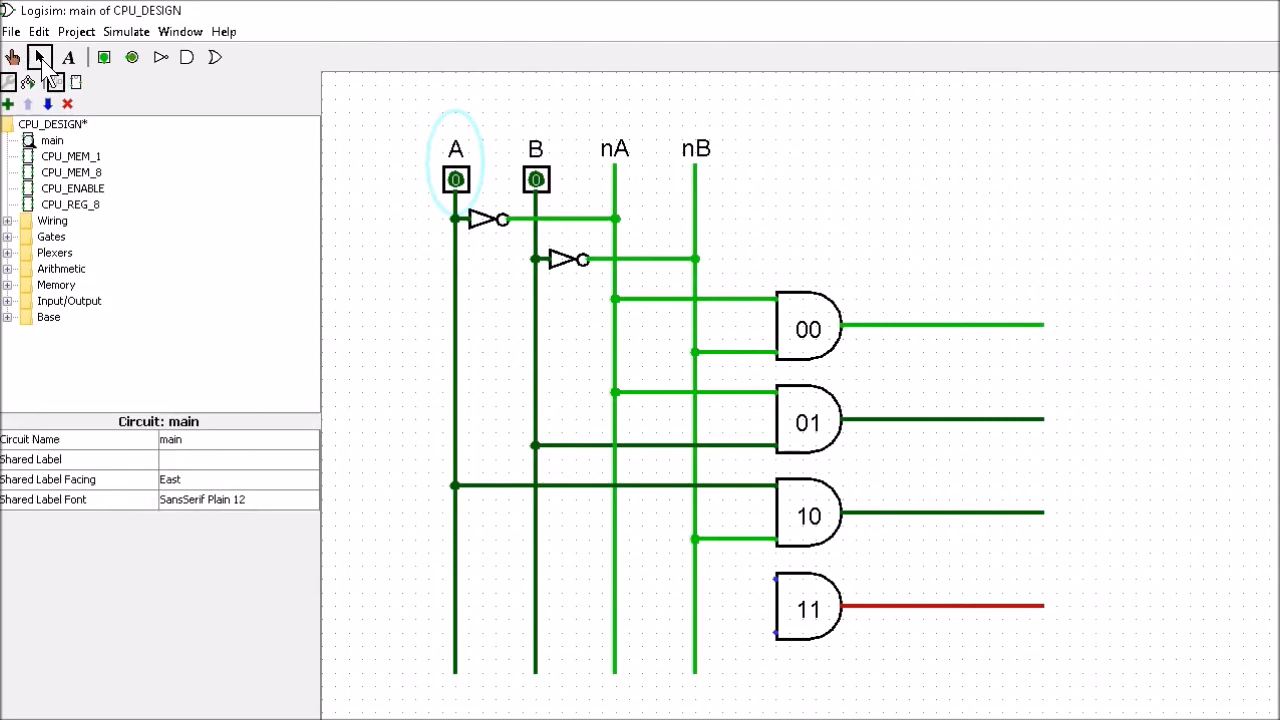 Logisim: main of CPU_DESIGN
File Edit Project Simulate Window Help
A
CPU_DESIGN*
main
CPU_MEM_1
CPU_MEM_8
CPU_ENABLE
CPU_REG_8
Wiring
Gates
Plexers
Arithmetic
Memory
Input/Output
Base
Circuit: main
Circuit Name main
Shared Label
Shared Label Facing East
Shared Label Font SansSerif Plain 12
A B nA nB
0 0
00
01
10
11